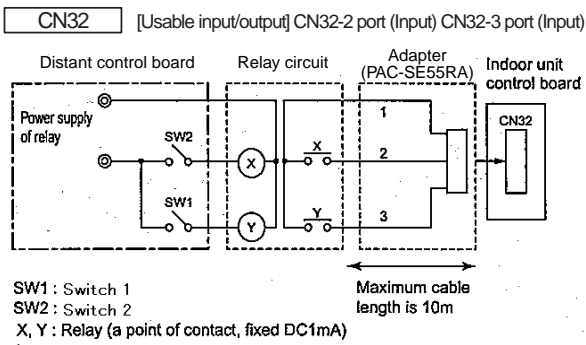 CN32 [Usable input/output] CN32-2 port (Input) CN32-3 port (Input)
Distant control board
Relay circuit
Adapter
(PAC-SE55RA)
Indoor unit
control board
Power supply
of relay
SW2
X
X
1
2
CN32
SW1
Y
Y
3
SW1 : Switch 1
SW2 : Switch 2
X, Y : Relay (a point of contact, fixed DC1mA)
Maximum cable
length is 10m